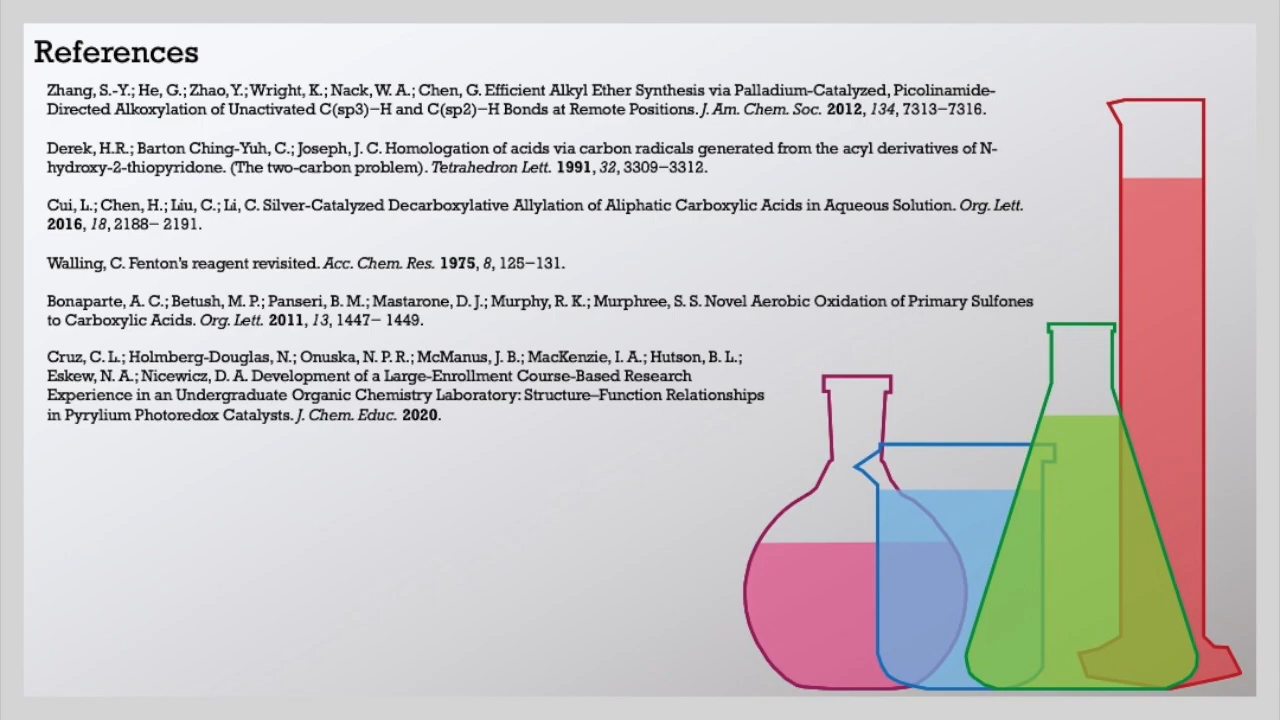 References
Zhang, S.-Y.; He, G.; Zhao, Y.; Wright, K.; Nack, W. A.; Chen, G. Efficient Alkyl Ether Synthesis via Palladium-Catalyzed, Picolinamide-
Directed Alkoxylation of Unactivated C(sp3)−H and C(sp2)−H Bonds at Remote Positions. J. Am. Chem. Soc. 2012, 134, 7313−7316.
Derek, H.R.; Barton Ching-Yuh, C.; Joseph, J. C. Homologation of acids via carbon radicals generated from the acyl derivatives of N-
hydroxy-2-thiopyridone. (The two-carbon problem). Tetrahedron Lett. 1991, 32, 3309−3312.
Cui, L.; Chen, H.; Liu, C.; Li, C. Silver-Catalyzed Decarboxylative Allylation of Aliphatic Carboxylic Acids in Aqueous Solution. Org. Lett.
2016, 18, 2188− 2191.
Walling, C. Fenton's reagent revisited. Acc. Chem. Res. 1975, 8, 125−131.
Bonaparte, A. C.; Betush, M. P.; Panseri, B. M.; Mastarone, D. J.; Murphy, R. K.; Murphree, S. S. Novel Aerobic Oxidation of Primary Sulfones
to Carboxylic Acids. Org. Lett. 2011, 13, 1447− 1449.
Cruz, C. L.; Holmberg-Douglas, N.; Onuska, N. P. R.; McManus, J. B.; MacKenzie, I. A.; Hutson, B. L.;
Eskew, N. A.; Nicewicz, D. A. Development of a Large-Enrollment Course-Based Research
Experience in an Undergraduate Organic Chemistry Laboratory: Structure–Function Relationships
in Pyrylium Photoredox Catalysts. J. Chem. Educ. 2020.